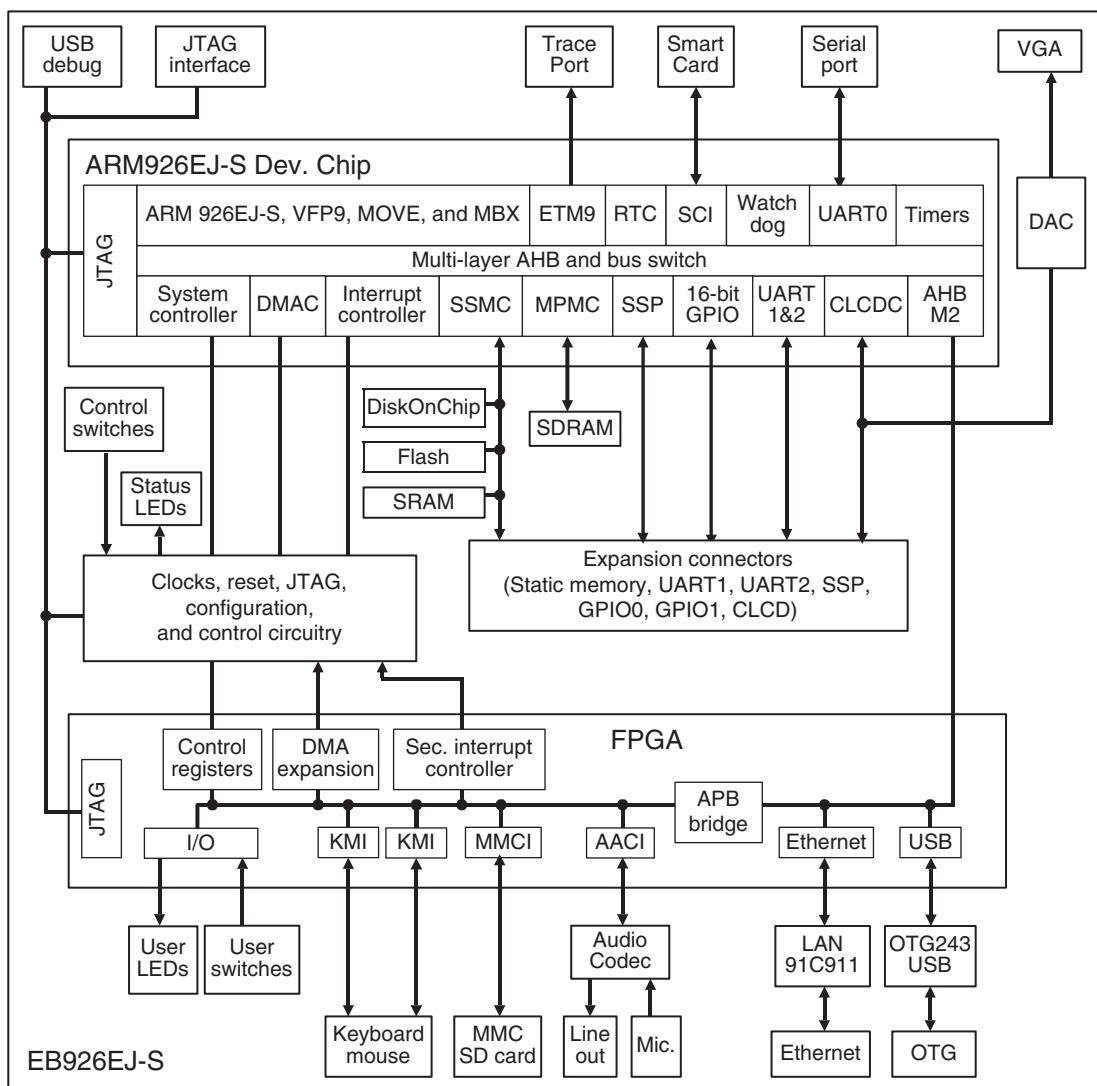 USB
debug
JTAG
interface
Trace
Port
Smart
Card
Serial
port
VGA
ARM926EJ-S Dev. Chip
JTAG
ARM 926EJ-S, VFP9, MOVE, and MBX
ETM9
RTC
SCI
Watch
dog
UART0
Timers
DAC
Multi-layer AHB and bus switch
System
controller
DMAC
Interrupt
controller
SSMC
MPMC
SSP
16-bit
GPIO
UART
1&2
CLCDC
AHB
M2
Control
switches
DiskOnChip
SDRAM
Flash
Status
LEDs
SRAM
Clocks, reset, JTAG,
configuration,
and control circuitry
Expansion connectors
(Static memory, UART1, UART2, SSP,
GPIO0, GPIO1, CLCD)
FPGA
JTAG
Control
registers
DMA
expansion
Sec. interrupt
controller
APB
bridge
I/O
KMI
KMI
MMCI
AACI
Ethernet
USB
User
LEDs
User
switches
Audio
Codec
LAN
91C911
OTG243
USB
Keyboard
mouse
MMC
SD card
Line
out
Mic.
Ethernet
OTG
EB926EJ-S